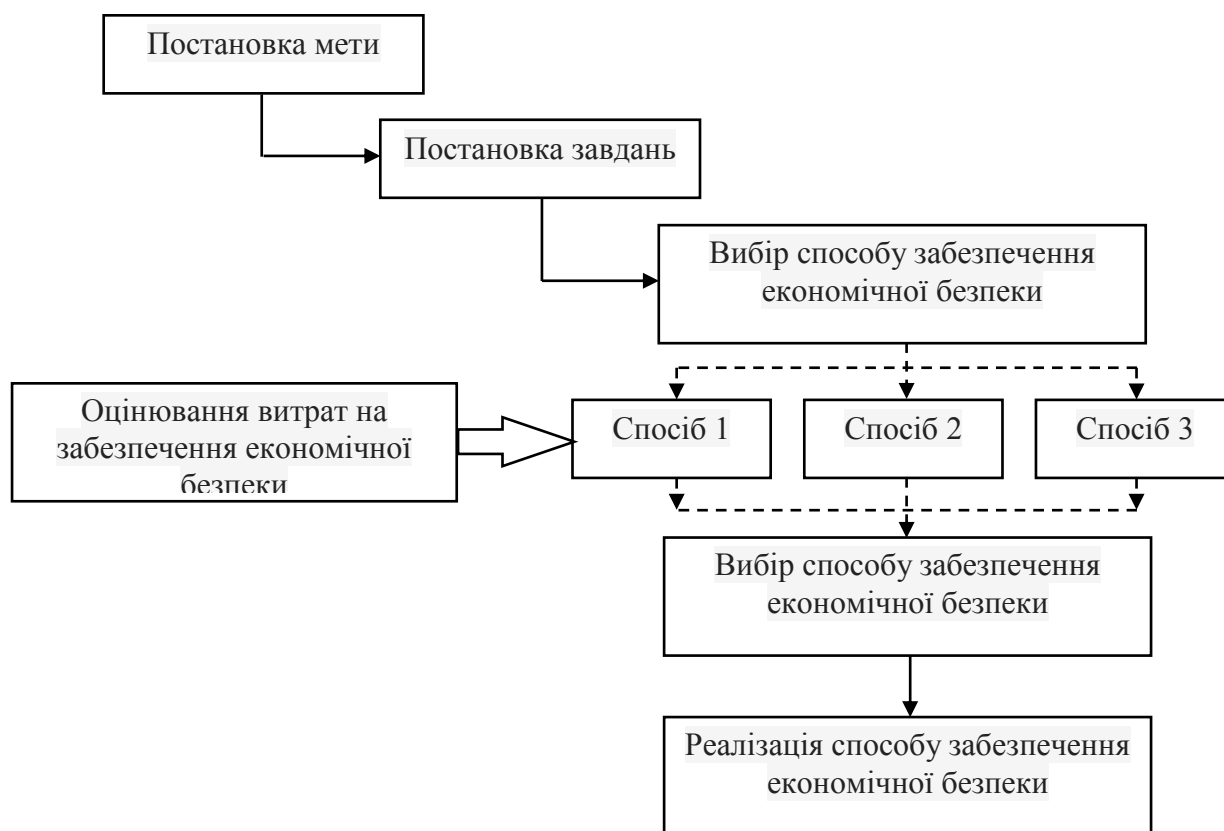 Постановка мети
Постановка завдань
Вибір способу забезпечення
економічної безпеки
Оцінювання витрат на
забезпечення економічної
безпеки
Спосіб 1
Спосіб 2
Спосіб 3
Вибір способу забезпечення
економічної безпеки
Реалізація способу забезпечення
економічної безпеки